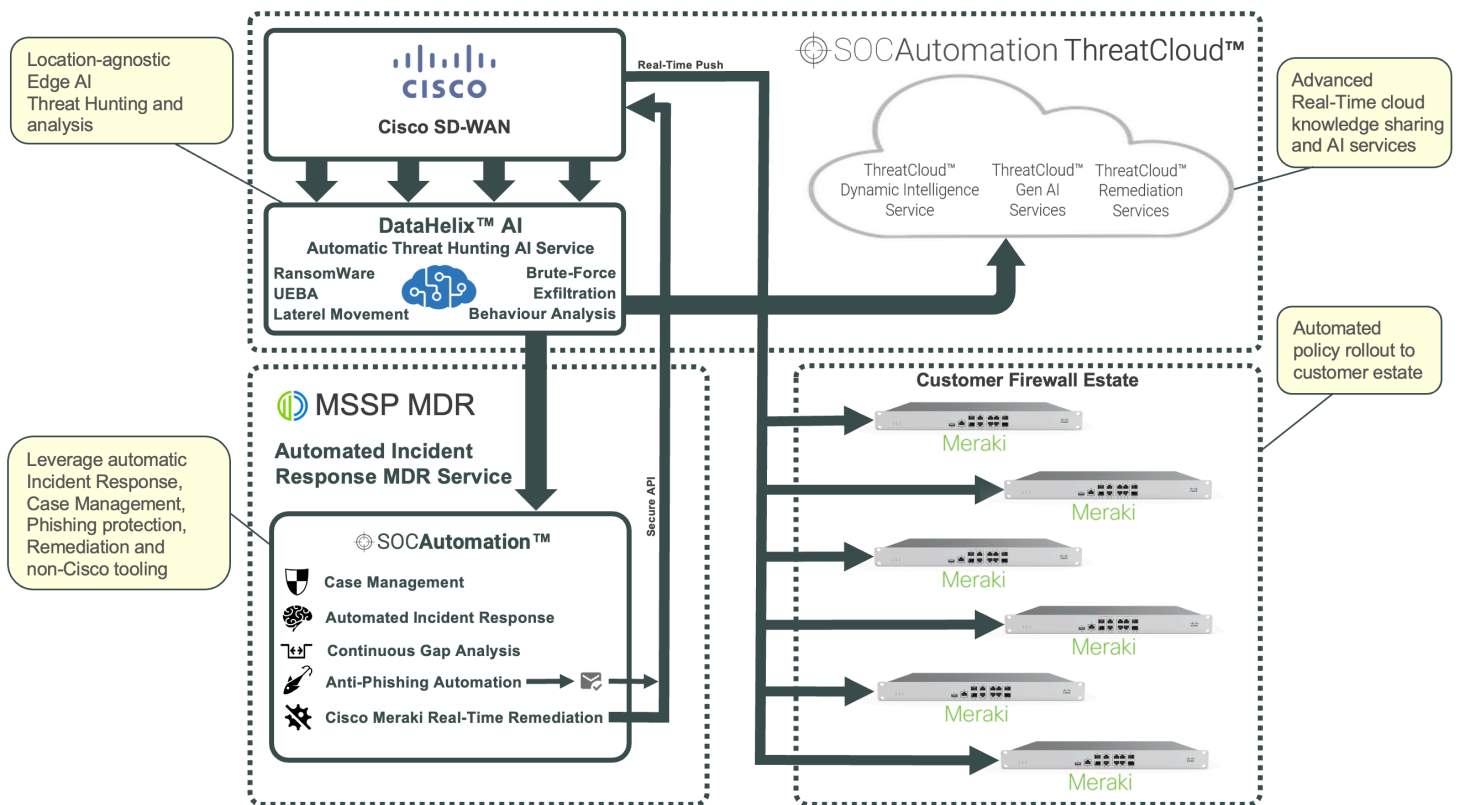 Location-agnostic
Edge AI
Threat Hunting and
analysis
CISCO
Cisco SD-WAN
Real-Time Push
SOCAutomation ThreatCloud™
ThreatCloud™
Dynamic Intelligence
Service
ThreatCloud™
Gen AI
Services
ThreatCloud™
Remediation
Services
Advanced
Real-Time cloud
knowledge sharing
and AI services
DataHelix™ AI
Automatic Threat Hunting AI Service
RansomWare
UEBA
Laterel Movement
Brute-Force
Exfiltration
Behaviour Analysis
Automated
policy rollout to
customer estate
MSSP MDR
Automated Incident
Response MDR Service
Leverage automatic
Incident Response,
Case Management,
Phishing protection,
Remediation and
non-Cisco tooling
SOCAutomation™
Case Management
Automated Incident Response
Continuous Gap Analysis
Anti-Phishing Automation
Cisco Meraki Real-Time Remediation
Secure API
Customer Firewall Estate
Meraki
Meraki
Meraki
Meraki
Meraki
Meraki